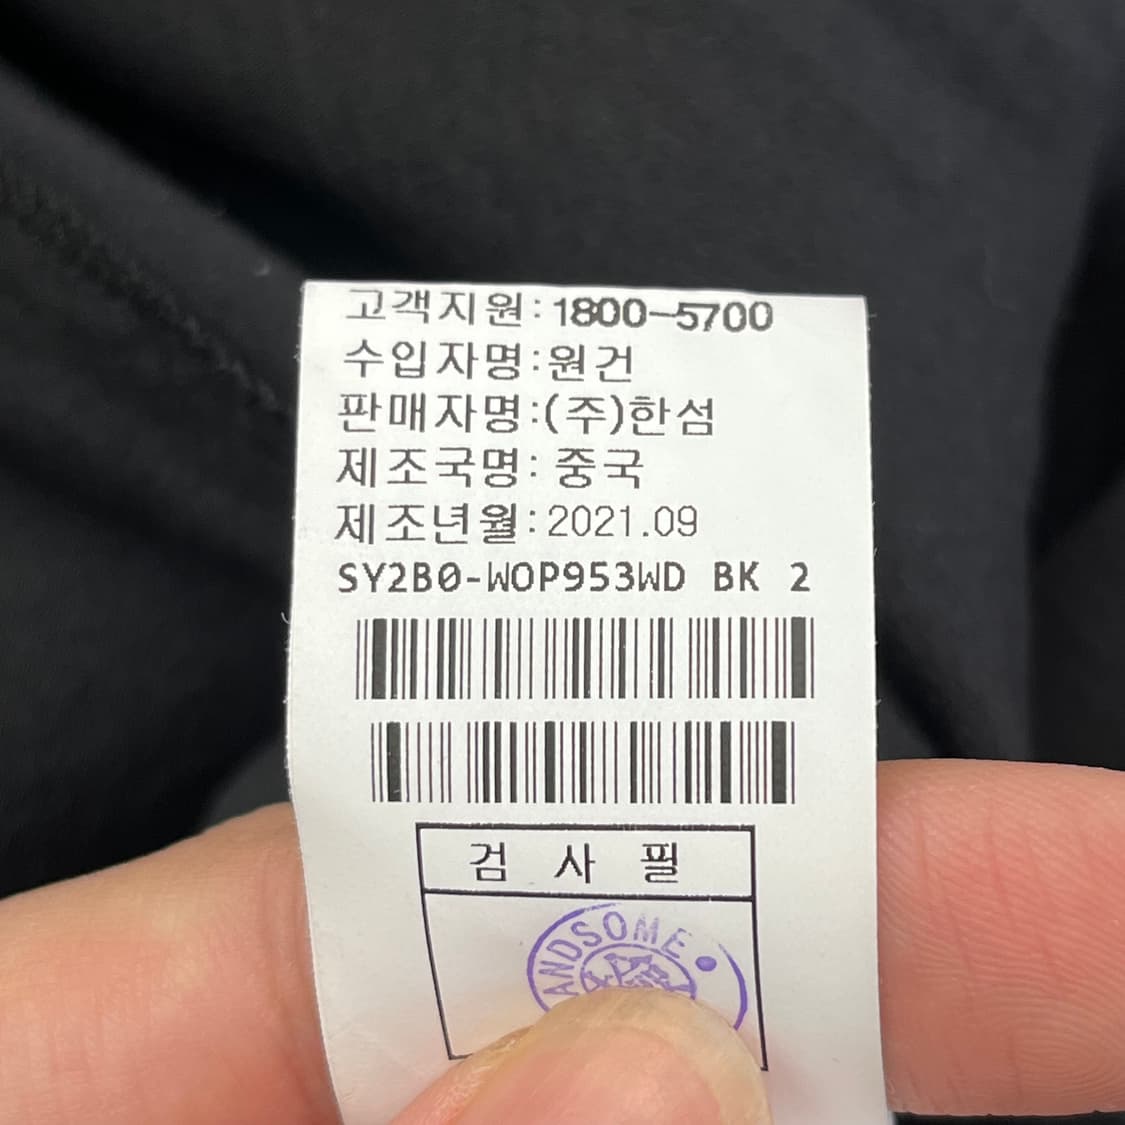 고객지원:1800-5700
수입자명:원건
판매자명:(주)한섬
제조국명:중국
제조년월:2021.09
SY2B0-WOP953WD BK 2
검 사 필
ANDSOME